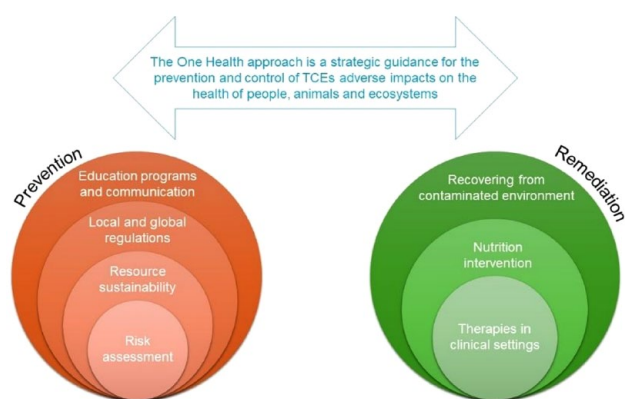 The One Health approach is a strategic guidance for the
prevention and control of TCEs adverse impacts on the
health of people, animals and ecosystems
Prevention
Education programs
and communication
Local and global
regulations
Resource
sustainability
Risk
assessment
Remediation
Recovering from
contaminated environment
Nutrition
intervention
Therapies in
clinical settings